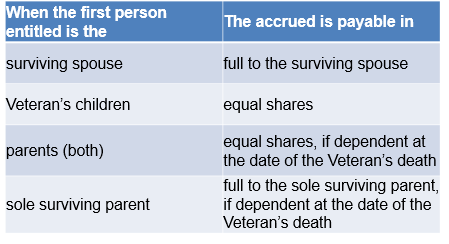 When the first person
entitled is the
The accrued is payable in
surviving spouse
full to the surviving spouse
Veteran’s children
equal shares
parents (both)
equal shares, if dependent at
the date of the Veteran’s death
sole surviving parent
full to the sole surviving parent,
if dependent at the date of the
Veteran’s death